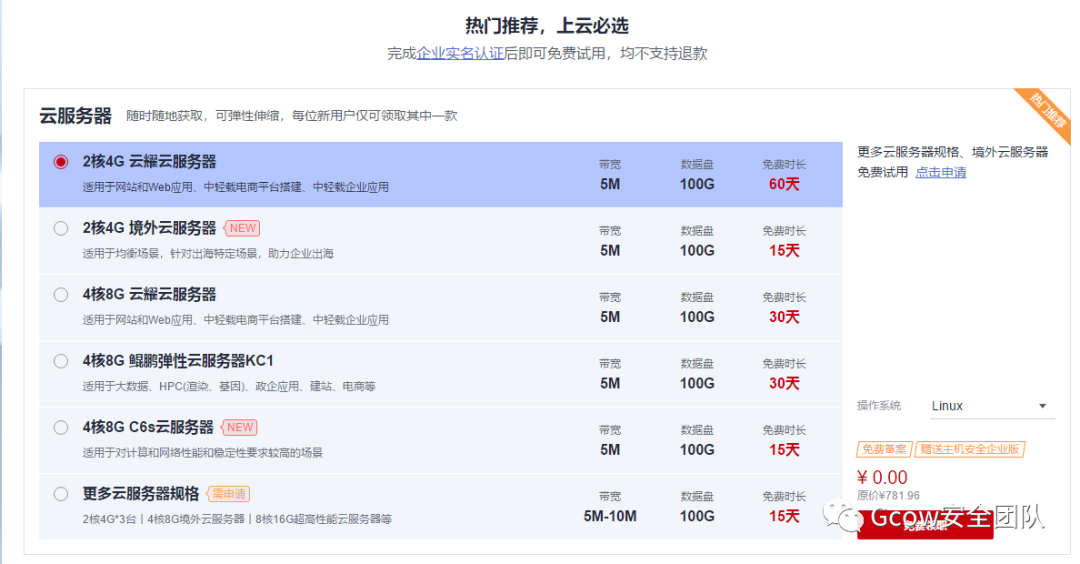 热门推荐，上云必选
完成企业实名认证后即可免费试用，均不支持退款
云服务器 随时随地获取，可弹性伸缩，每位新用户仅可领取其中一款
热门推荐
2核4G 云耀云服务器
适用于网站和Web应用、中轻载电商平台搭建、中轻载企业应用
带宽 数据盘 免费时长
5M 100G 60天
更多云服务器规格、境外云服务器
免费试用 点击申请
2核4G 境外云服务器 NEW
适用于均衡场景，针对出海特定场景，助力企业出海
带宽 数据盘 免费时长
5M 100G 15天
4核8G 云耀云服务器
适用于网站和Web应用、中轻载电商平台搭建、中轻载企业应用
带宽 数据盘 免费时长
5M 100G 30天
4核8G 鲲鹏弹性云服务器KC1
适用于大数据、HPC(渲染、基因)、政企应用、建站、电商等
带宽 数据盘 免费时长
5M 100G 30天
4核8G C6s云服务器 NEW
适用于对计算和网络性能和稳定性要求较高的场景
带宽 数据盘 免费时长
5M 100G 15天
更多云服务器规格 需申请
2核4G*3台丨4核8G境外云服务器丨8核16G超高性能云服务器等
带宽 数据盘 免费时长
5M-10M 100G 15天
操作系统 Linux
免费备案 赠送主机安全企业版
¥ 0.00
原价¥781.96
Gcow安全团队